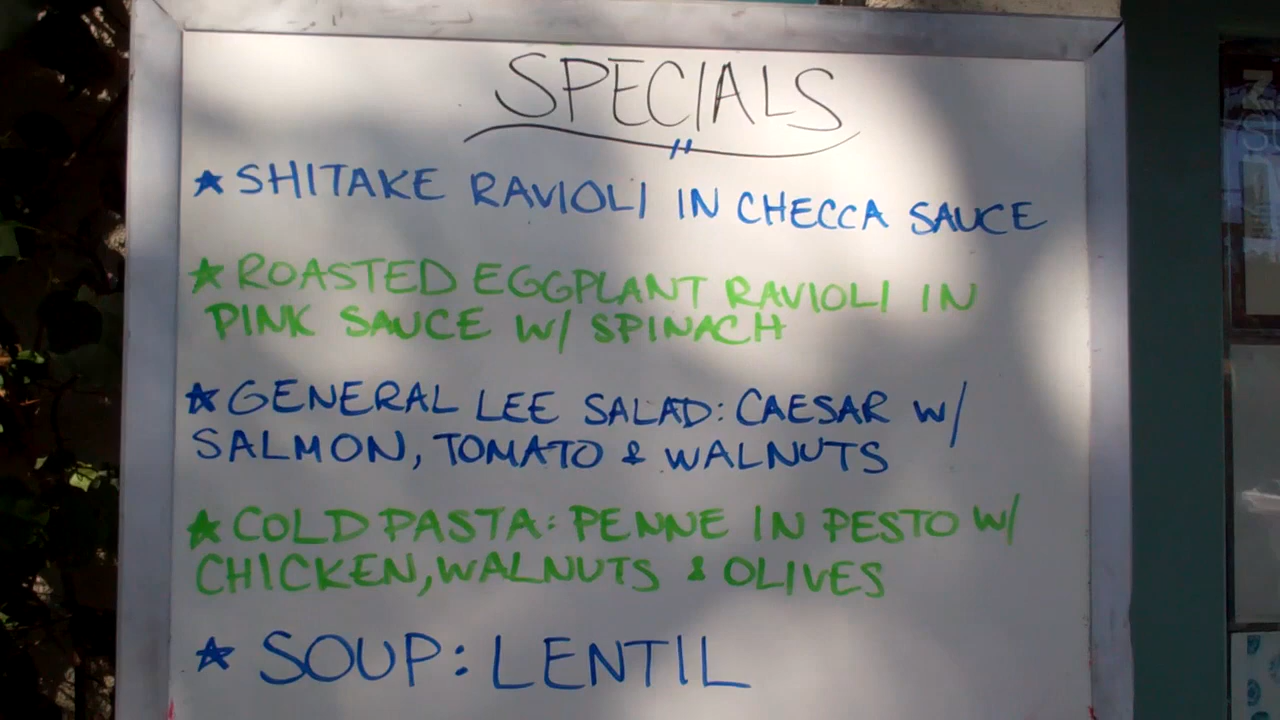 SPECIALS
"
★ SHITAKE RAVIOLI IN CHECCA SAUCE
★ ROASTED EGGPLANT RAVIOLI IN
PINK SAUCE W/ SPINACH
★ GENERAL LEE SALAD: CAESAR W/
SALMON, TOMATO & WALNUTS
★ COLD PASTA: PENNE IN PESTO W/
CHICKEN, WALNUTS & OLIVES
★ SOUP: LENTIL